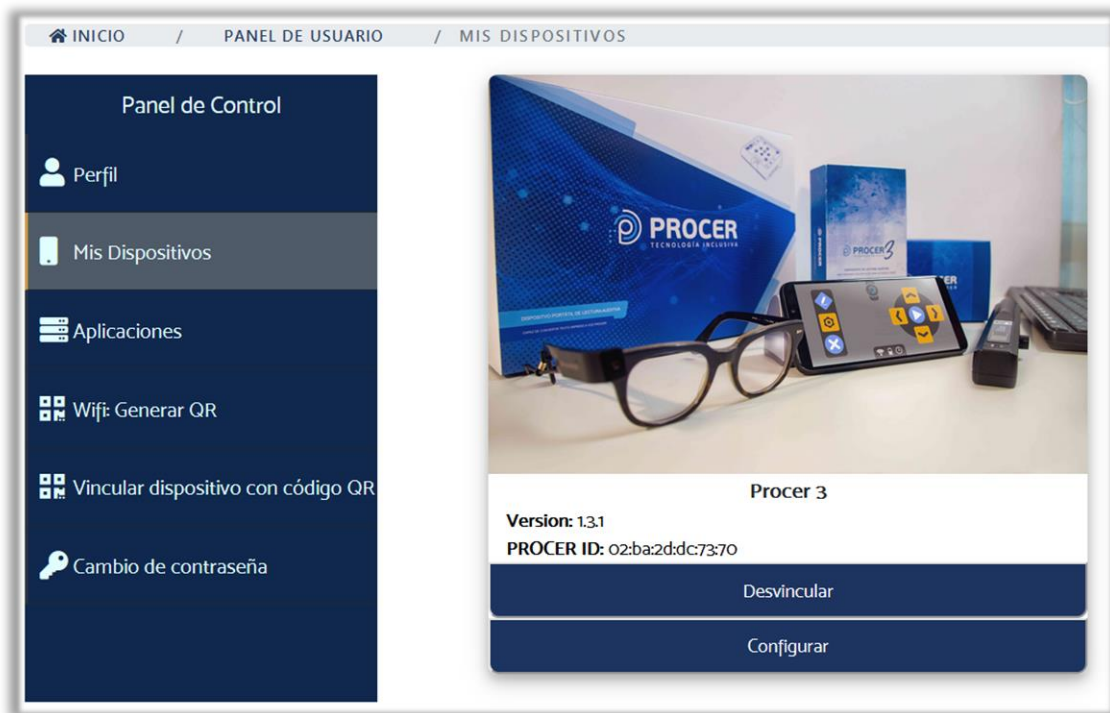 INICIO / PANEL DE USUARIO / MIS DISPOSITIVOS
Panel de Control
Perfil
Mis Dispositivos
Aplicaciones
Wifi: Generar QR
Vincular dispositivo con código QR
Cambio de contraseña
PROCER
TECNOLOGÍA INCLUSIVA
PROCER 3
Procer 3
Version: 1.3.1
PROCER ID: 02:ba:2d:dc:73:70
Desvincular
Configurar